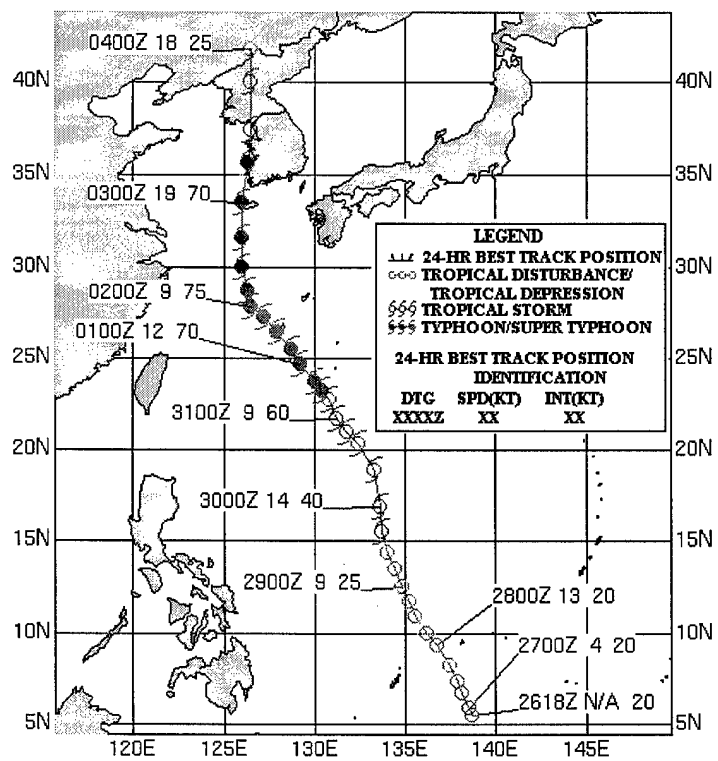 0400Z 18 25
40N
40N
35N
35N
0300Z 19 70
LEGEND
24-HR BEST TRACK POSITION
TROPICAL DISTURBANCE/
TROPICAL DEPRESSION
TROPICAL STORM
TYPHOON/SUPER TYPHOON
24-HR BEST TRACK POSITION
IDENTIFICATION
DTG SPD(KT) INT(KT)
XXXXZ XX XX
30N
0200Z 9 75
0100Z 12 70
25N
3100Z 9 60
20N
20N
3000Z 14 40
15N
15N
2900Z 9 25
2800Z 13 20
10N
10N
2700Z 4 20
2618Z N/A 20
5N
5N
120E 125E 130E 135E 140E 145E
30N
25N